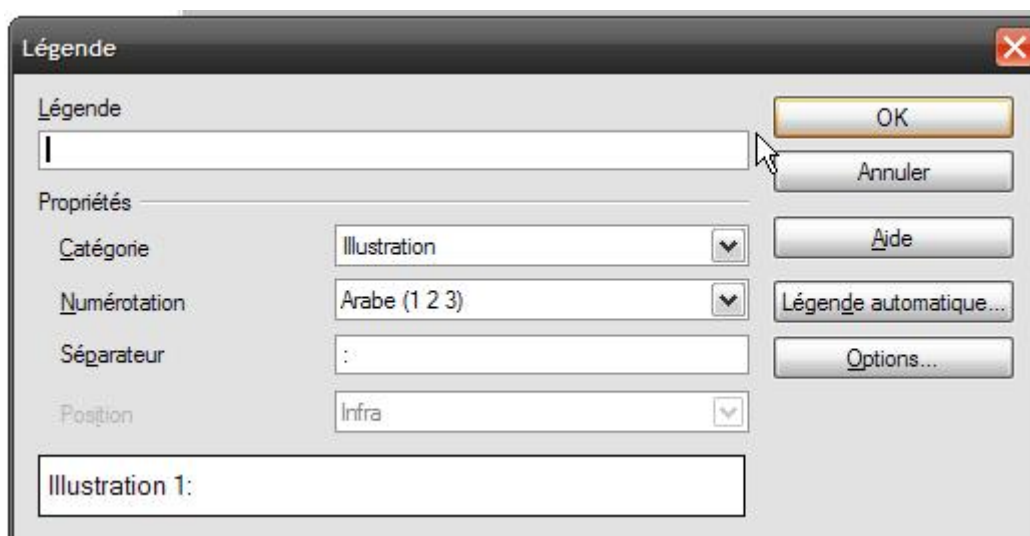 Légende
Légende
OK
Annuler
Propriétés
Catégorie
Illustration
Aide
Numérotation
Arabe (1 2 3)
Légende automatique...
Séparateur
:
Options...
Position
Infra
Illustration 1: